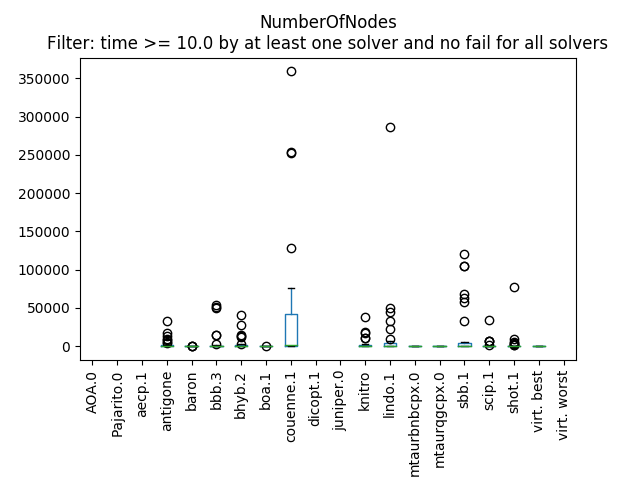 NumberOfNodes
Filter: time >= 10.0 by at least one solver and no fail for all solvers
350000
300000
250000
200000
150000
100000
50000
0
AOA.0
Pajarito.0
aecp.1
antigone
baron
bbb.3
bhyb.2
boa.1
couenne.1
dicopt.1
juniper.0
knitro
lindo.1
mtaurbnbcpx.0
mtaurqgcpx.0
sbb.1
scip.1
shot.1
virt. best
virt. worst